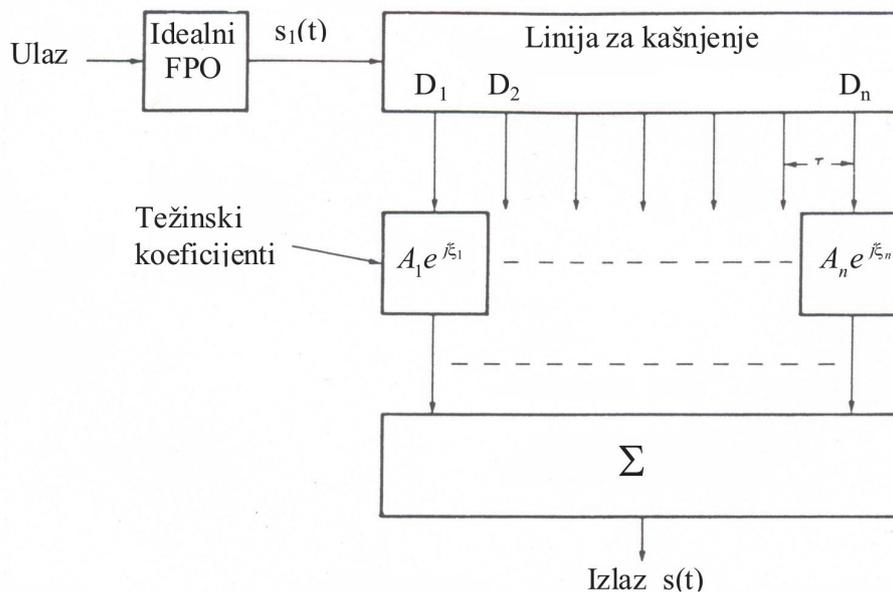 Ulaz
Idealni
FPO
s₁(t)
Linija za kašnjenje
D₁ D₂ Dₙ
τ
Težinski
koeficijenti
A₁e^{jξ₁}
Aₙe^{jξₙ}
Σ
Izlaz s(t)